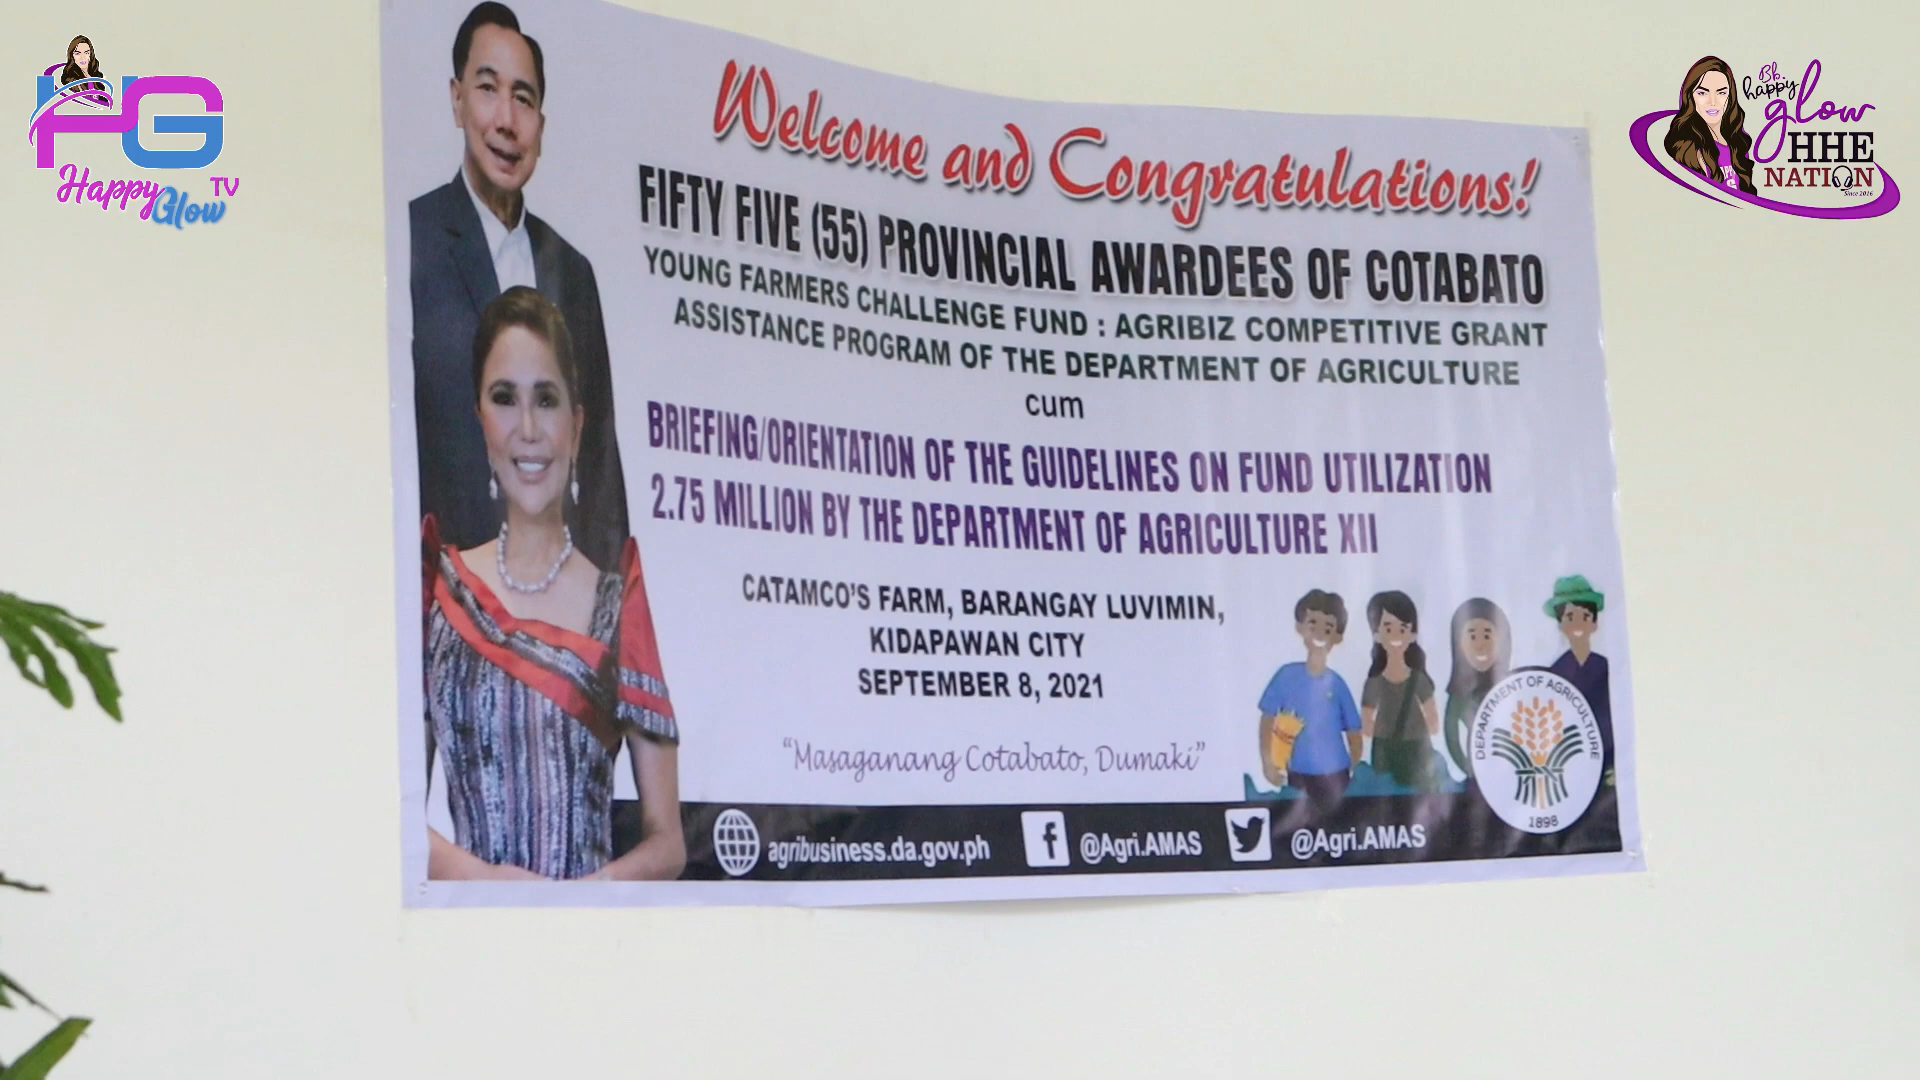 HG
Happy Glow TV
Bb. happy glow
HHE
NATION
Since 2016
Welcome and Congratulations!
FIFTY FIVE (55) PROVINCIAL AWARDEES OF COTABATO
YOUNG FARMERS CHALLENGE FUND : AGRIBIZ COMPETITIVE GRANT
ASSISTANCE PROGRAM OF THE DEPARTMENT OF AGRICULTURE
cum
BRIEFING/ORIENTATION OF THE GUIDELINES ON FUND UTILIZATION
2.75 MILLION BY THE DEPARTMENT OF AGRICULTURE XII
CATAMCO'S FARM, BARANGAY LUVIMIN,
KIDAPAWAN CITY
SEPTEMBER 8, 2021
"Masaganang Cotabato, Dumaki"
DEPARTMENT OF AGRICULTURE
1898
agribusiness.da.gov.ph @Agri.AMAS @Agri.AMAS